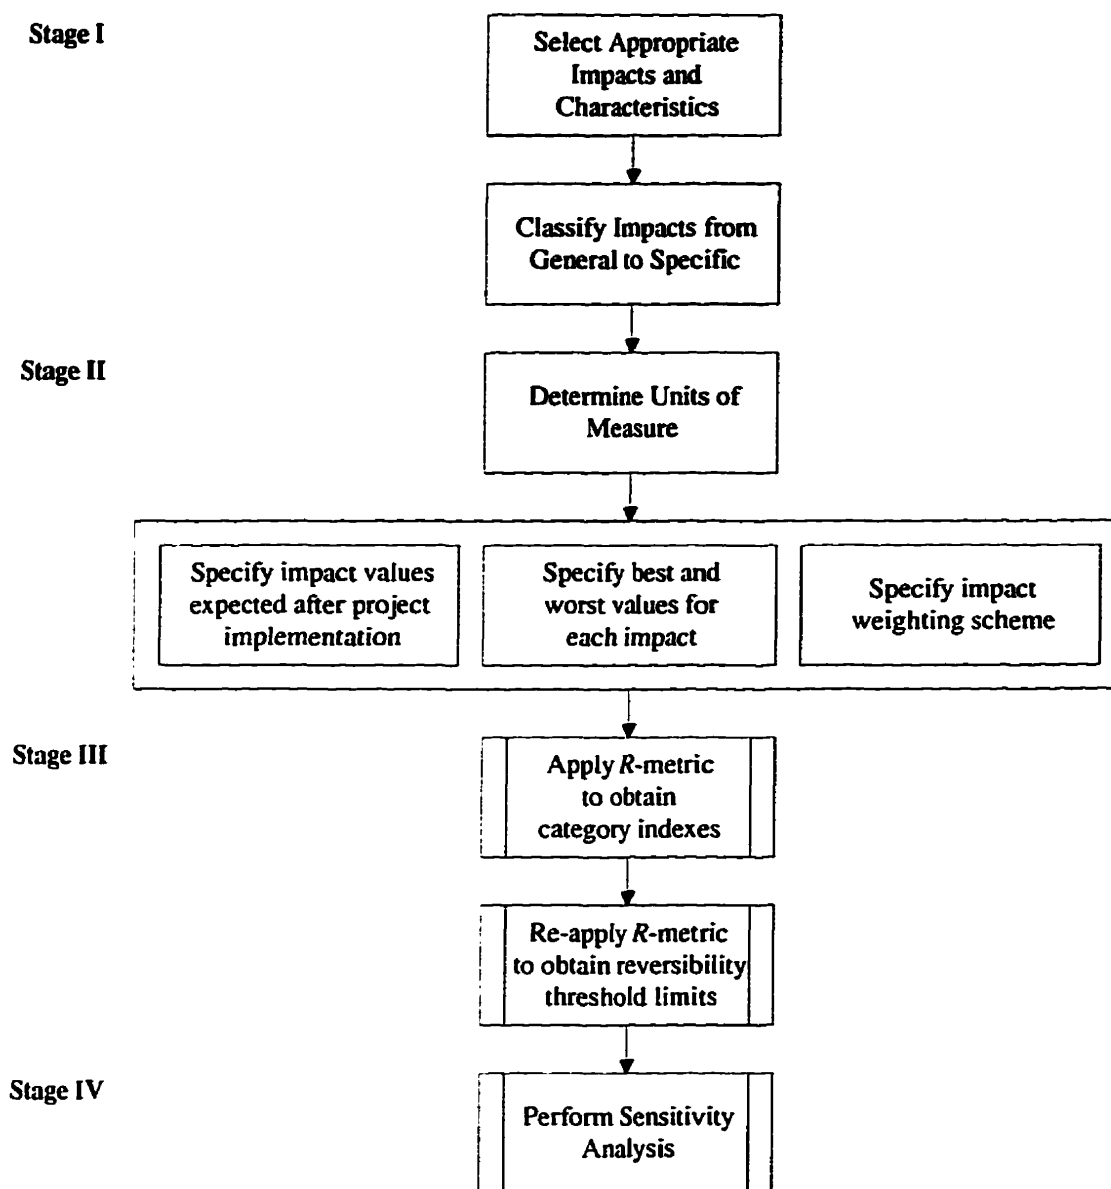 Stage I
Select Appropriate
Impacts and
Characteristics
Classify Impacts from
General to Specific
Stage II
Determine Units of
Measure
Specify impact values
expected after project
implementation
Specify best and
worst values for
each impact
Specify impact
weighting scheme
Stage III
Apply R-metric
to obtain
category indexes
Re-apply R-metric
to obtain reversibility
threshold limits
Stage IV
Perform Sensitivity
Analysis